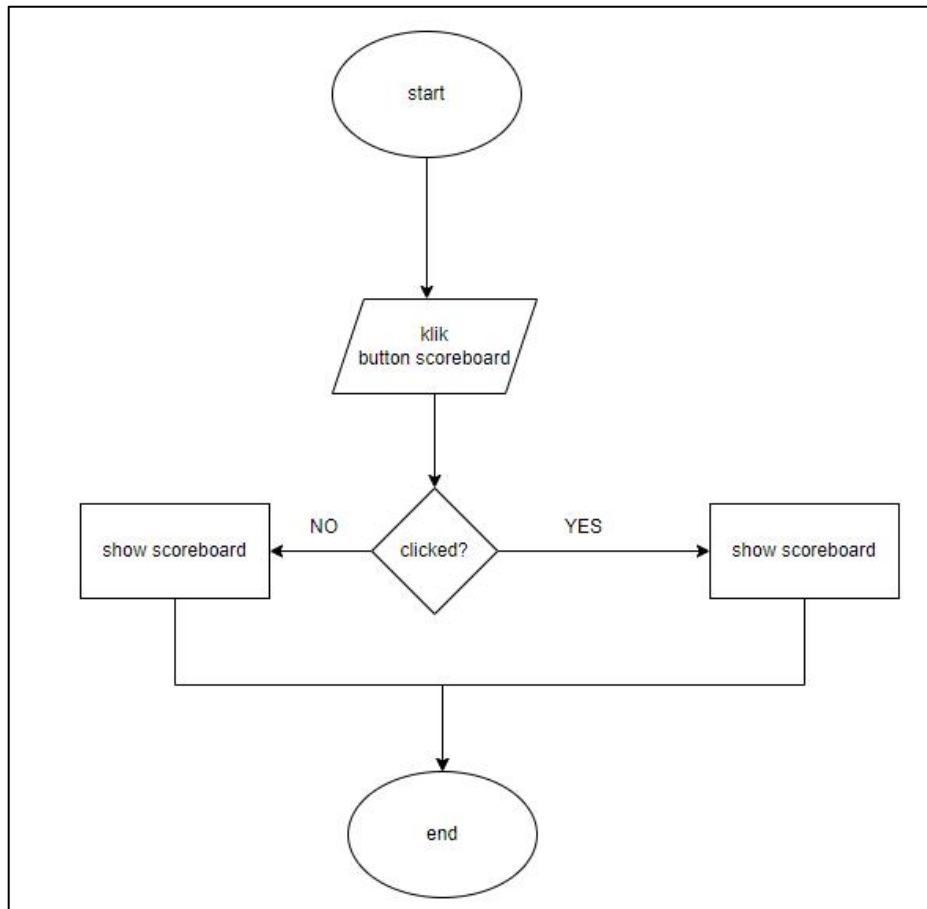 start
klik
button scoreboard
NO
YES
show scoreboard
clicked?
show scoreboard
end